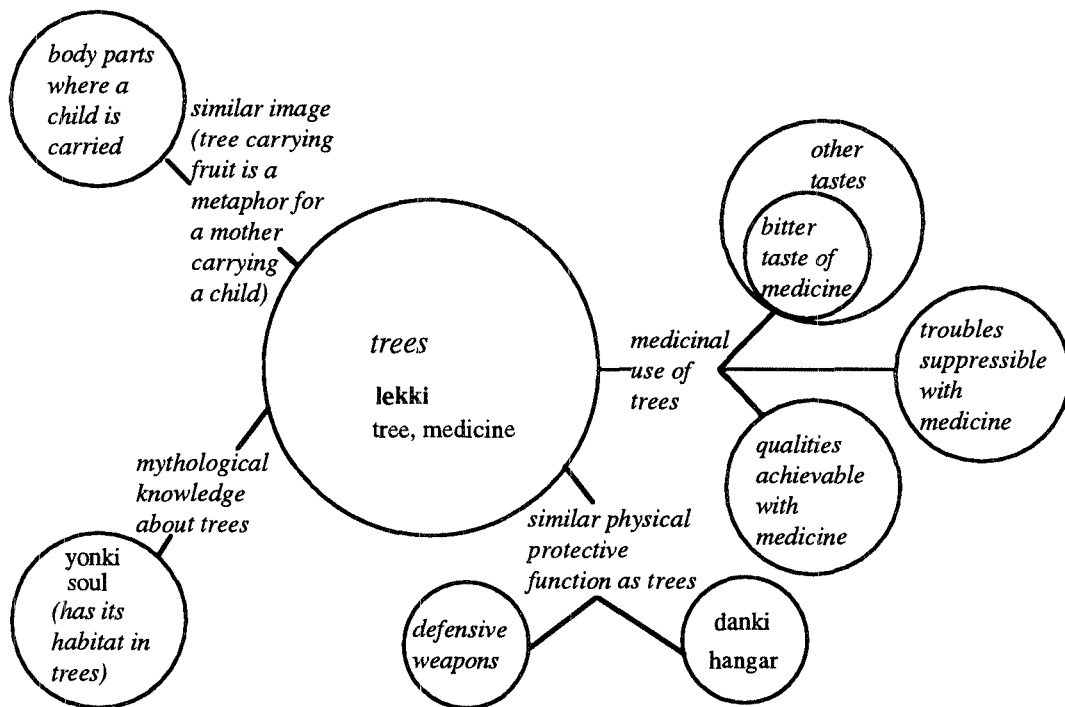 body parts
where a
child is
carried
similar image
(tree carrying
fruit is a
metaphor for
a mother
carrying
a child)
other
tastes
bitter
taste of
medicine
trees
lekki
tree, medicine
medicinal
use of
trees
troubles
suppressible
with
medicine
qualities
achievable
with
medicine
mythological
knowledge
about trees
yonki
soul
(has its
habitat in
trees)
similar physical
protective
function as trees
defensive
weapons
danki
hangar